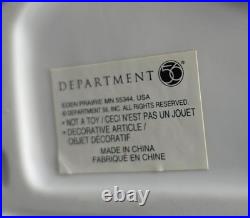 DEPARTMENT 56
EDEN PRAIRIE MN 55344, USA
© DEPARTMENT 56, INC. ALL RIGHTS RESERVED.
• NOT A TOY / CECI N'EST PAS UN JOUET
• DECORATIVE ARTICLE /
OBJET DÉCORATIF
MADE IN CHINA
FABRIQUÉ EN CHINE